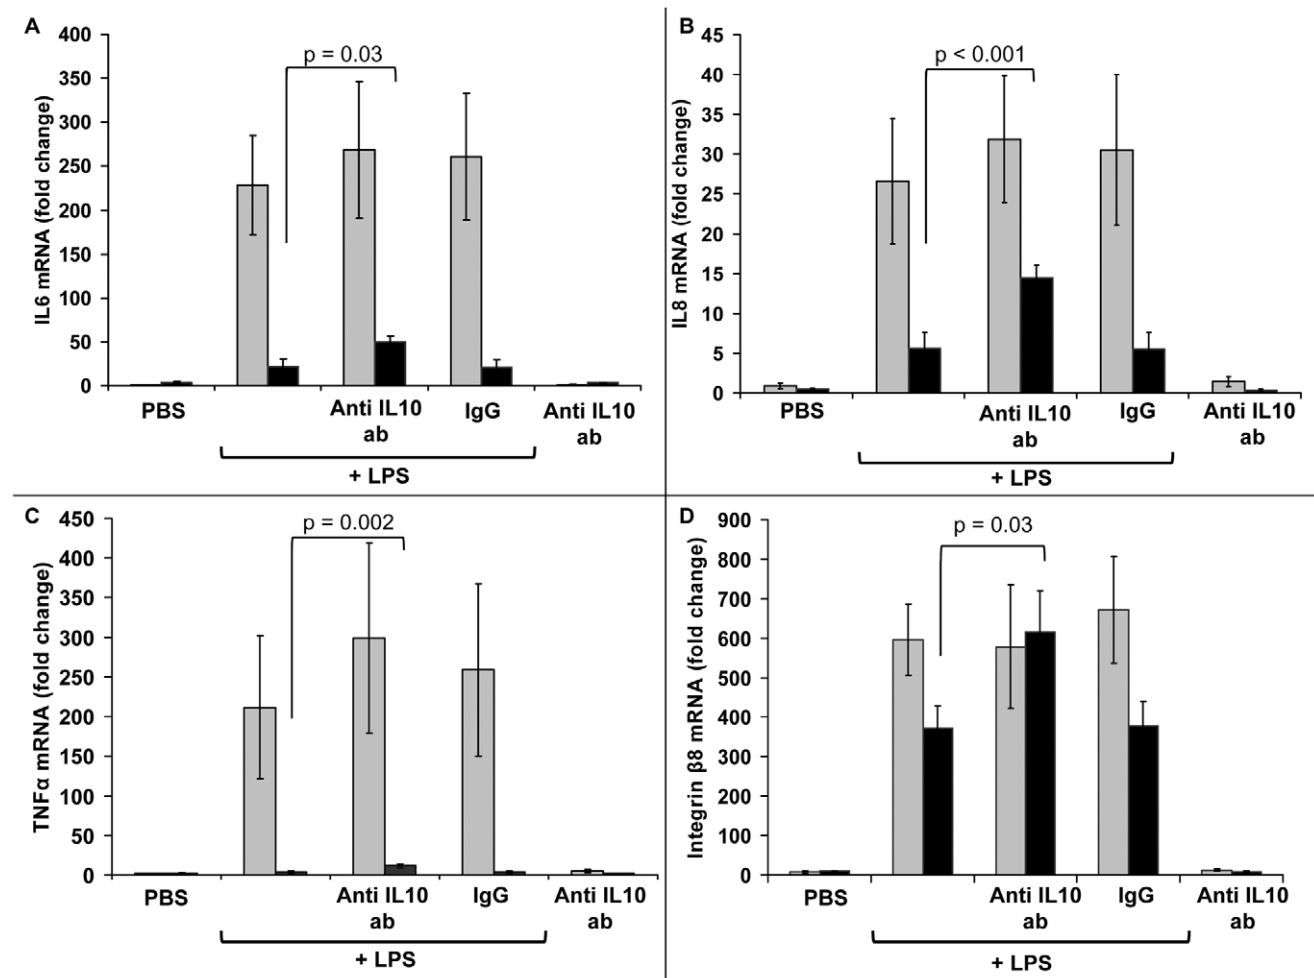 A
IL6 mRNA (fold change)
400
350
300
250
200
150
100
50
0
p = 0.03
PBS
Anti IL10
ab
IgG
Anti IL10
ab
+ LPS
B
IL8 mRNA (fold change)
45
40
35
30
25
20
15
10
5
0
p < 0.001
PBS
Anti IL10
ab
IgG
Anti IL10
ab
+ LPS
C
TNFα mRNA (fold change)
450
400
350
300
250
200
150
100
50
0
p = 0.002
PBS
Anti IL10
ab
IgG
Anti IL10
ab
+ LPS
D
Integrin β8 mRNA (fold change)
900
800
700
600
500
400
300
200
100
0
p = 0.03
PBS
Anti IL10
ab
IgG
Anti IL10
ab
+ LPS